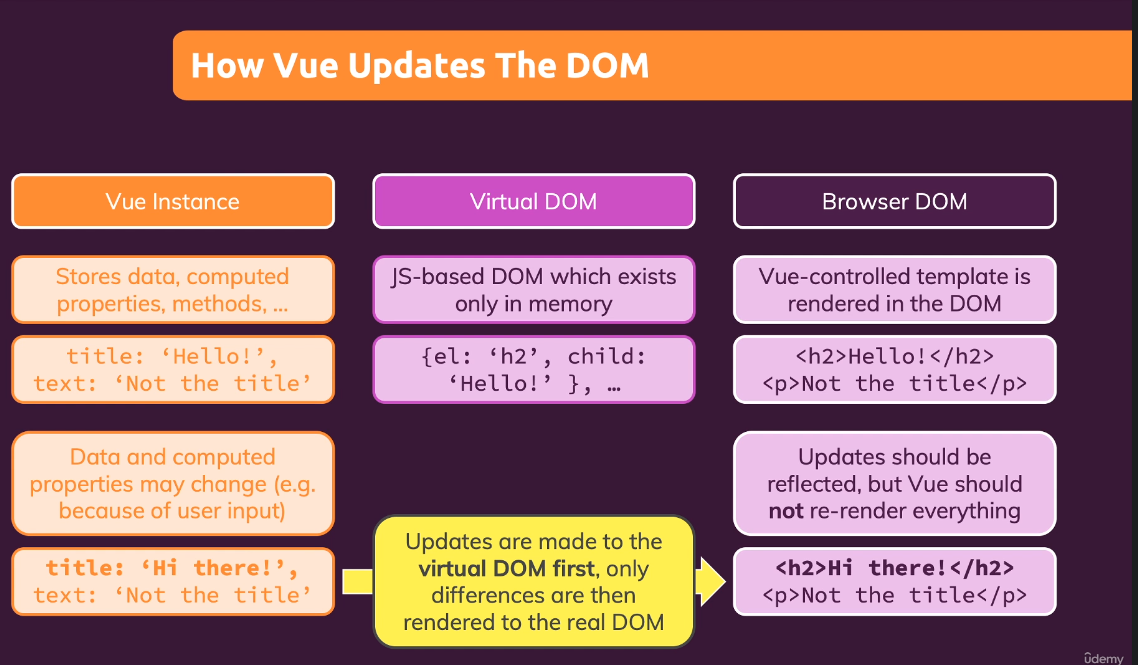 How Vue Updates The DOM
Vue Instance
Virtual DOM
Browser DOM
Stores data, computed
properties, methods, …
JS-based DOM which exists
only in memory
Vue-controlled template is
rendered in the DOM
title: ‘Hello!’,
text: ‘Not the title’
{el: ‘h2’, child:
‘Hello!’ }, …
<h2>Hello!</h2>
<p>Not the title</p>
Data and computed
properties may change (e.g.
because of user input)
Updates should be
reflected, but Vue should
not re-render everything
title: ‘Hi there!’,
text: ‘Not the title’
Updates are made to the
virtual DOM first, only
differences are then
rendered to the real DOM
<h2>Hi there!</h2>
<p>Not the title</p>
ûdemy